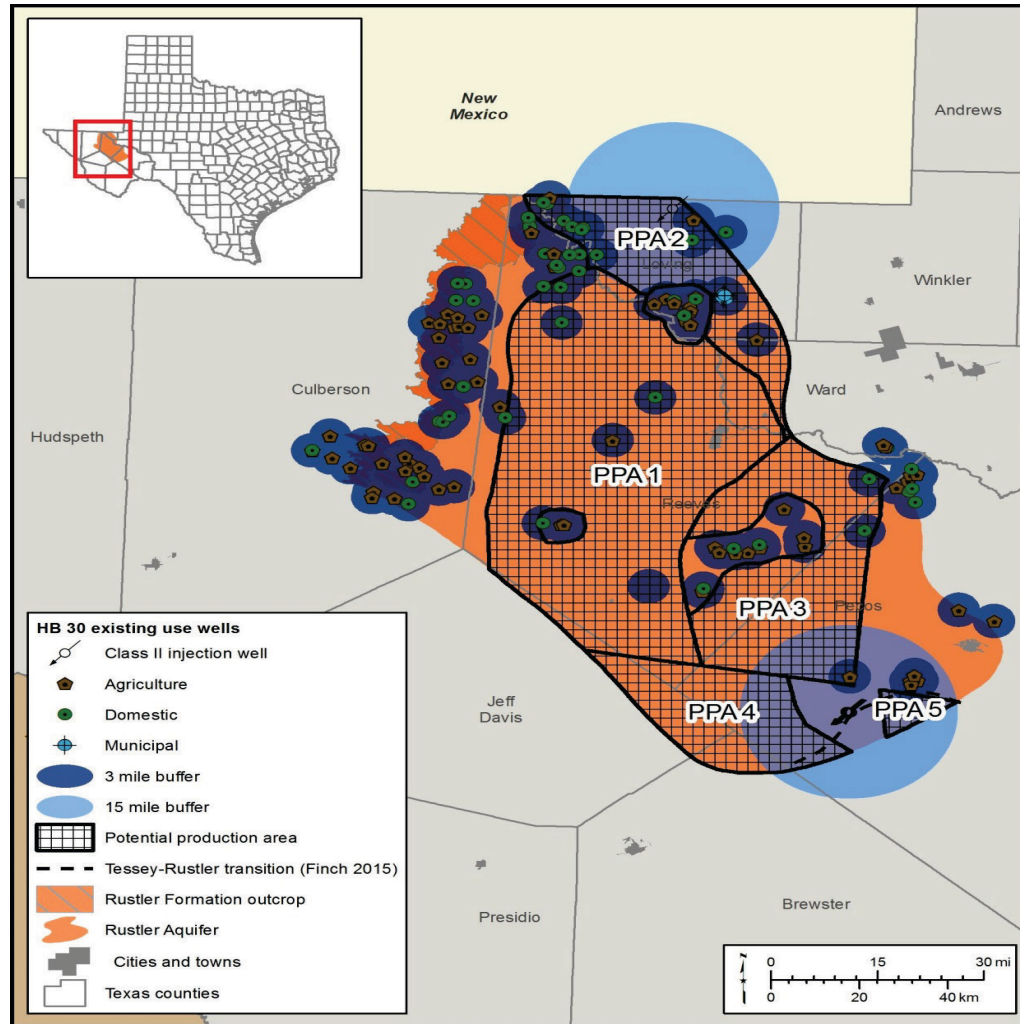 New
Mexico
Andrews
PPA 2
Loving
Winkler
Culberson
Ward
Hudspeth
PPA 1
Reeves
PPA 3
Pecos
HB 30 existing use wells
Class II injection well
Agriculture
Domestic
Municipal
3 mile buffer
15 mile buffer
Potential production area
Tessey-Rustler transition (Finch 2015)
Rustler Formation outcrop
Rustler Aquifer
Cities and towns
Texas counties
Jeff
Davis
PPA 4
PPA 5
Presidio
Brewster
0 15 30 mi
0 20 40 km